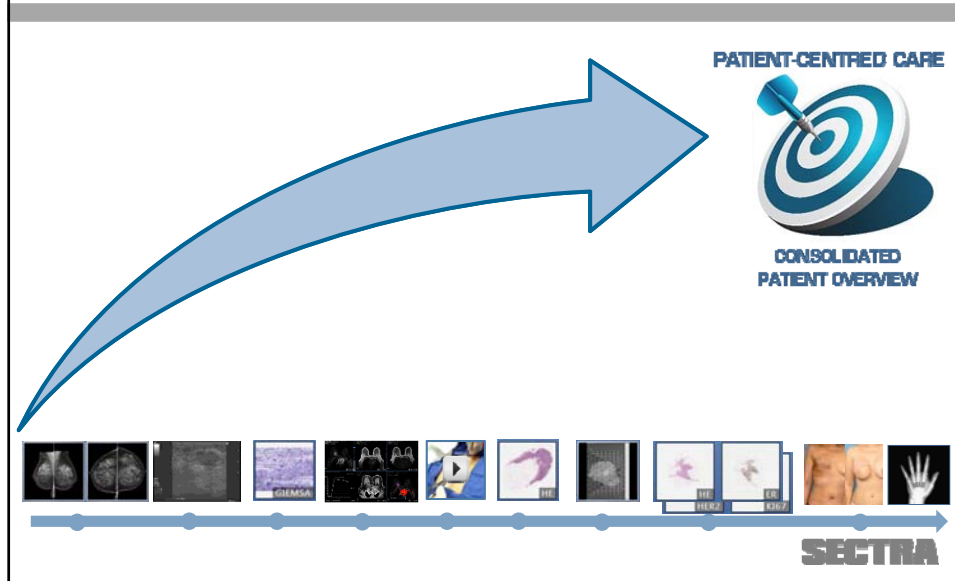 PATIENT-CENTRED CARE
CONSOLIDATED
PATIENT OVERVIEW
GIEMSA
HE
HE
HER2
ER
KI67
SECTRA